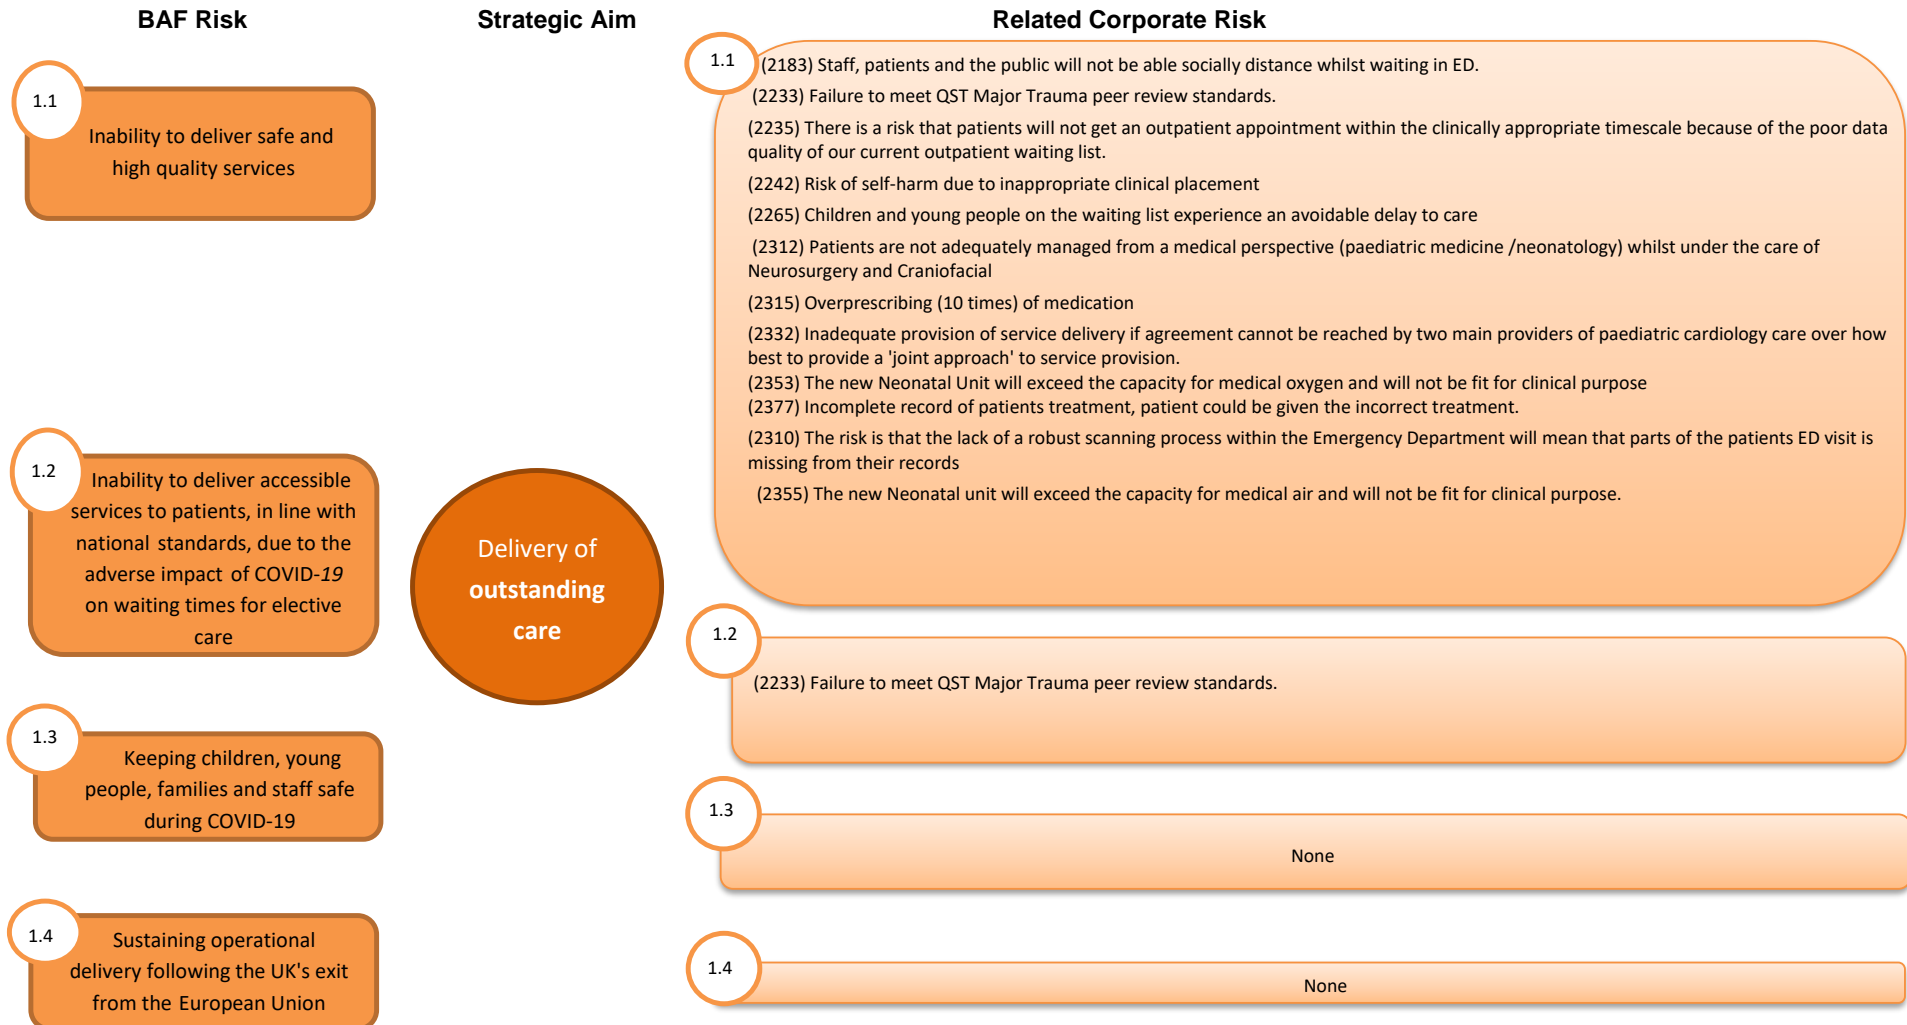 BAF Risk
Strategic Aim
Related Corporate Risk
1.1
Inability to deliver safe and
high quality services
1.2
Inability to deliver accessible
services to patients, in line with
national standards, due to the
adverse impact of COVID-19
on waiting times for elective
care
1.3
Keeping children, young
people, families and staff safe
during COVID-19
1.4
Sustaining operational
delivery following the UK's exit
from the European Union
Delivery of
outstanding
care
1.1
(2183) Staff, patients and the public will not be able socially distance whilst waiting in ED.
(2233) Failure to meet QST Major Trauma peer review standards.
(2235) There is a risk that patients will not get an outpatient appointment within the clinically appropriate timescale because of the poor data
quality of our current outpatient waiting list.
(2242) Risk of self-harm due to inappropriate clinical placement
(2265) Children and young people on the waiting list experience an avoidable delay to care
(2312) Patients are not adequately managed from a medical perspective (paediatric medicine /neonatology) whilst under the care of
Neurosurgery and Craniofacial
(2315) Overprescribing (10 times) of medication
(2332) Inadequate provision of service delivery if agreement cannot be reached by two main providers of paediatric cardiology care over how
best to provide a 'joint approach' to service provision.
(2353) The new Neonatal Unit will exceed the capacity for medical oxygen and will not be fit for clinical purpose
(2377) Incomplete record of patients treatment, patient could be given the incorrect treatment.
(2310) The risk is that the lack of a robust scanning process within the Emergency Department will mean that parts of the patients ED visit is
missing from their records
(2355) The new Neonatal unit will exceed the capacity for medical air and will not be fit for clinical purpose.
1.2
(2233) Failure to meet QST Major Trauma peer review standards.
1.3
None
1.4
None